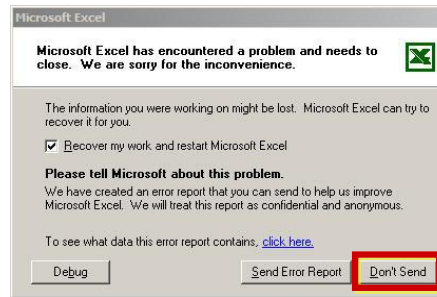 Microsoft Excel
Microsoft Excel has encountered a problem and needs to
close. We are sorry for the inconvenience.
The information you were working on might be lost. Microsoft Excel can try to
recover it for you.
Recover my work and restart Microsoft Excel
Please tell Microsoft about this problem.
We have created an error report that you can send to help us improve
Microsoft Excel. We will treat this report as confidential and anonymous.
To see what data this error report contains, click here.
Debug Send Error Report Don't Send